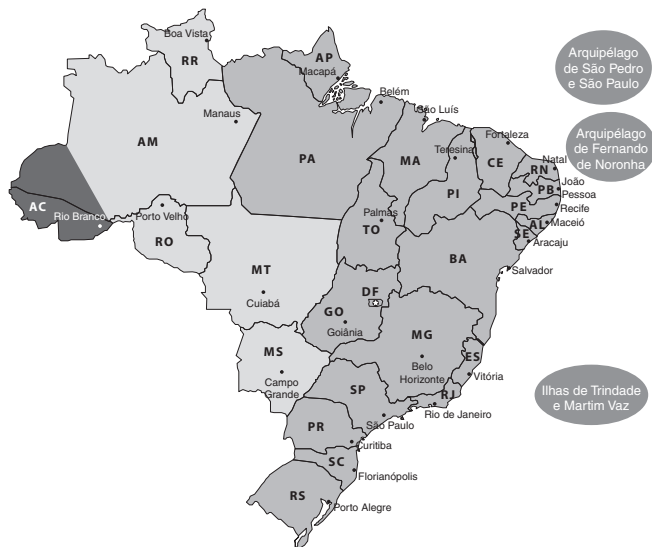 Boa Vista
RR
AP
Macapá
Arquipélago
de São Pedro
e São Paulo
Belém
São Luís
Manaus
Fortaleza
Arquipélago
de Fernando
de Noronha
AM
PA
MA
Teresina
CE
Natal
RN
João
Pessoa
PB
PI
AC
Rio Branco
Porto Velho
Palmas
PE
Recife
AL
Maceió
TO
SE
Aracaju
RO
BA
MT
Salvador
Cuiabá
DF
GO
Goiânia
MG
MS
Belo
Horizonte
ES
Vitória
Campo
Grande
SP
RJ
Rio de Janeiro
Ilhas de Trindade
e Martim Vaz
São Paulo
PR
Curitiba
SC
Florianópolis
RS
Porto Alegre